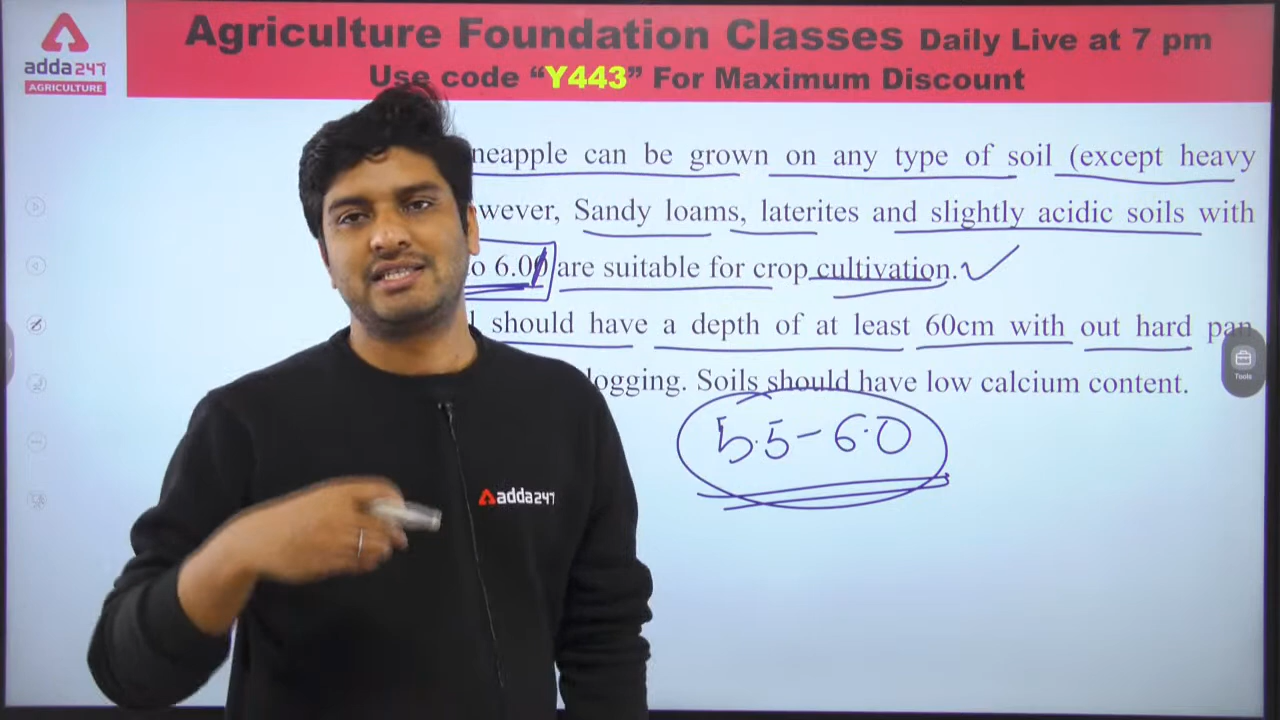 Agriculture Foundation Classes Daily Live at 7 pm
adda247
AGRICULTURE
Use code “Y443” For Maximum Discount
neapple can be grown on any type of soil (except heavy
wever, Sandy loams, laterites and slightly acidic soils with
to 6.0 are suitable for crop cultivation.
should have a depth of at least 60cm with out hard pan
logging. Soils should have low calcium content.
5.5-6.0
Tools
adda247